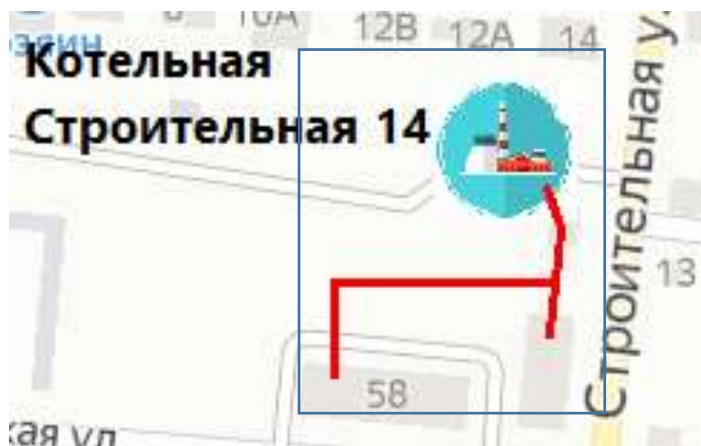 10А
12В
12А
14
Котельная
Строительная 14
Строительная у
13
58
кая ул